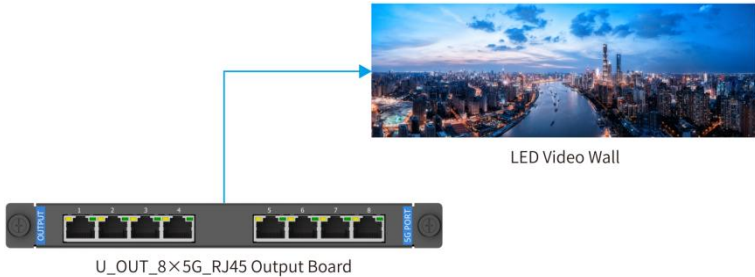 LED Video Wall
OUTPUT
1 2 3 4 5 6 7 8
5G PORT
U_OUT_8×5G_RJ45 Output Board